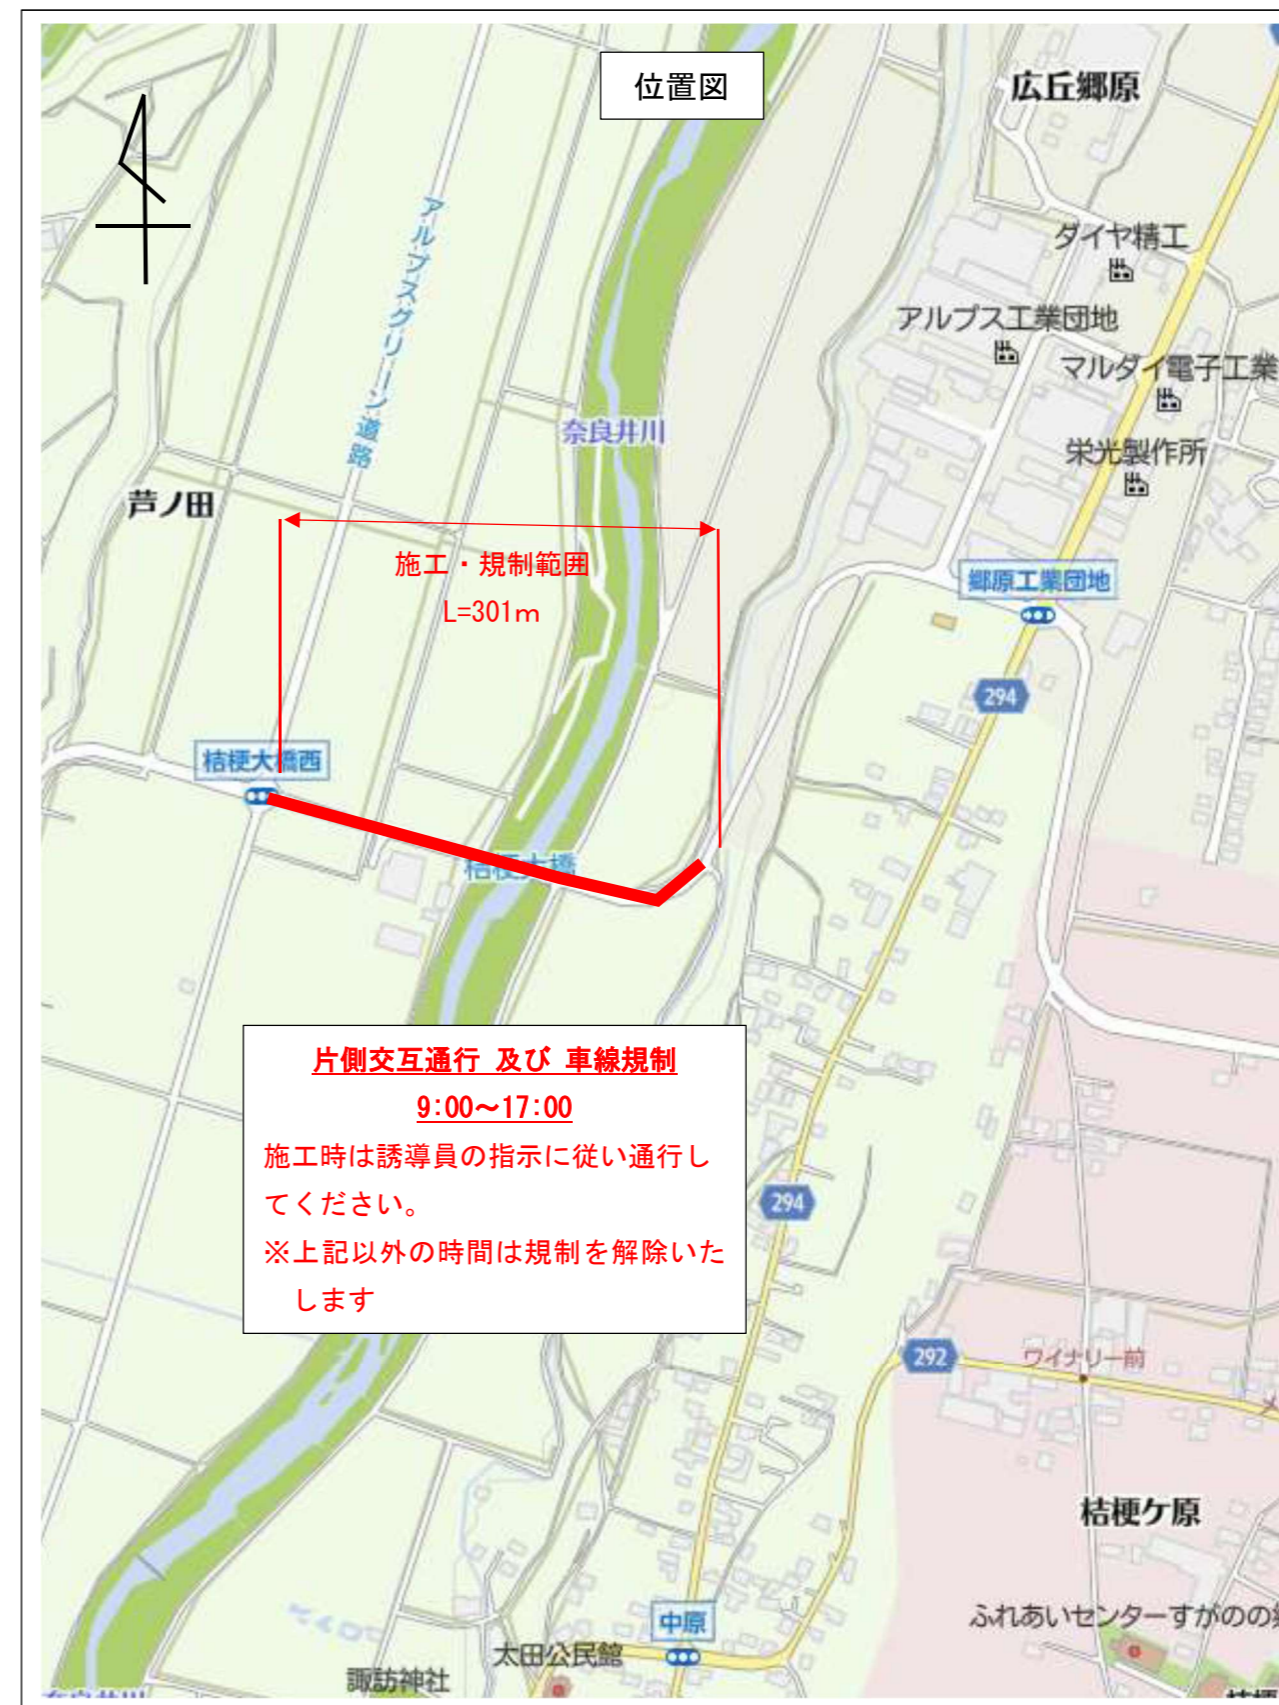 位置図
広丘郷原
ダイヤ精工
アルプスグリーン道路
アルプス工業団地
マルダイ電子工業
奈良井川
栄光製作所
芦ノ田
施工・規制範囲
L=301m
郷原工業団地
294
桔梗大橋西
桔梗大橋
片側交互通行 及び 車線規制
9:00～17:00
施工時は誘導員の指示に従い通行し
てください。
※上記以外の時間は規制を解除いた
します
294
292
ワイナリー前
桔梗ケ原
ふれあいセンターすがのの
中原
太田公民館
諏訪神社